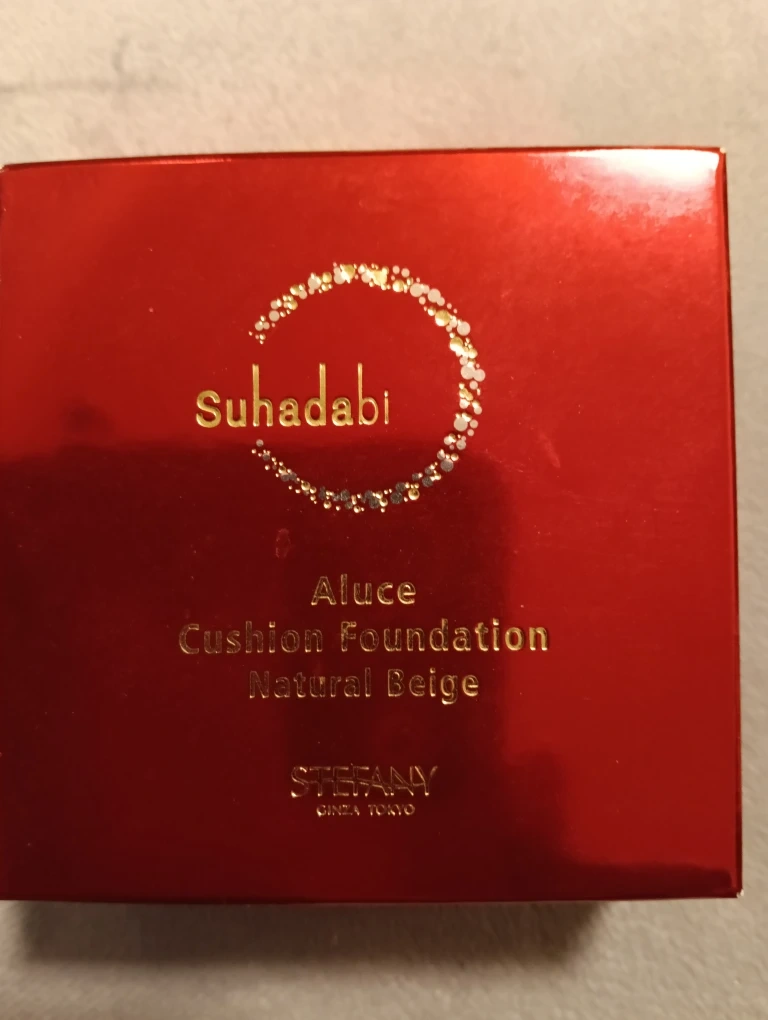 Suhadabi
Aluce
Cushion Foundation
Natural Beige
STEFANY
GINZA TOKYO